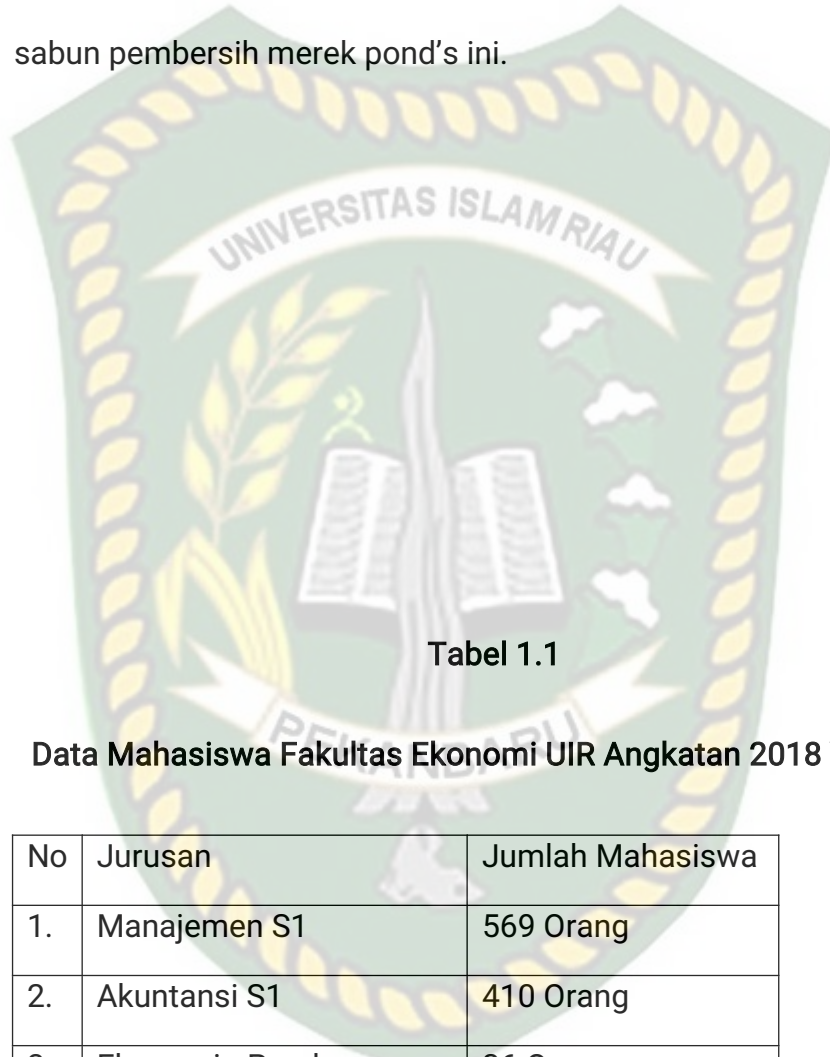 sabun pembersih merek pond's ini.
UNIVERSITAS ISLAM RIAU
Tabel 1.1
PEKANBARU
Data Mahasiswa Fakultas Ekonomi UIR Angkatan 2018
No Jurusan Jumlah Mahasiswa
1. Manajemen S1 569 Orang
2. Akuntansi S1 410 Orang